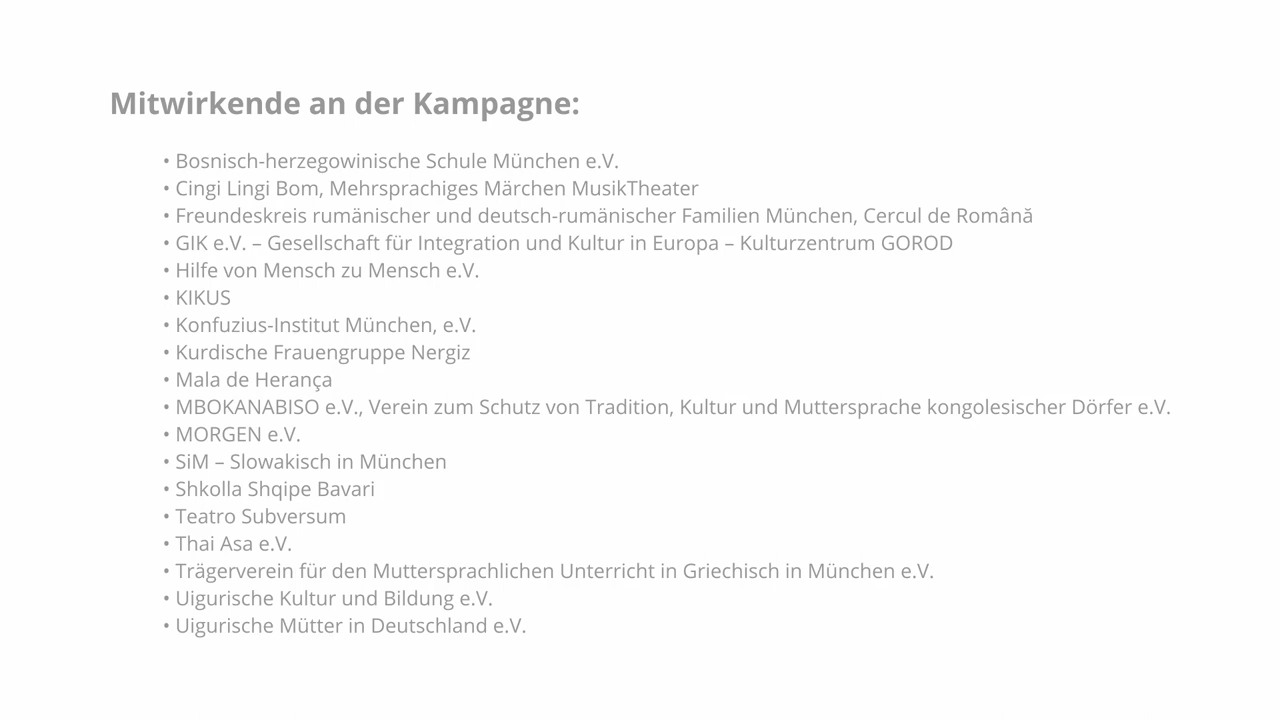 Mitwirkende an der Kampagne:
• Bosnisch-herzegowinische Schule München e.V.
• Cingi Lingi Bom, Mehrsprachiges Märchen MusikTheater
• Freundeskreis rumänischer und deutsch-rumänischer Familien München, Cercul de Română
• GIK e.V. – Gesellschaft für Integration und Kultur in Europa – Kulturzentrum GOROD
• Hilfe von Mensch zu Mensch e.V.
• KIKUS
• Konfuzius-Institut München, e.V.
• Kurdische Frauengruppe Nergiz
• Mala de Herança
• MBOKANABISO e.V., Verein zum Schutz von Tradition, Kultur und Muttersprache kongolesischer Dörfer e.V.
• MORGEN e.V.
• SiM – Slowakisch in München
• Shkolla Shqipe Bavari
• Teatro Subversum
• Thai Asa e.V.
• Trägerverein für den Muttersprachlichen Unterricht in Griechisch in München e.V.
• Uigurische Kultur und Bildung e.V.
• Uigurische Mütter in Deutschland e.V.